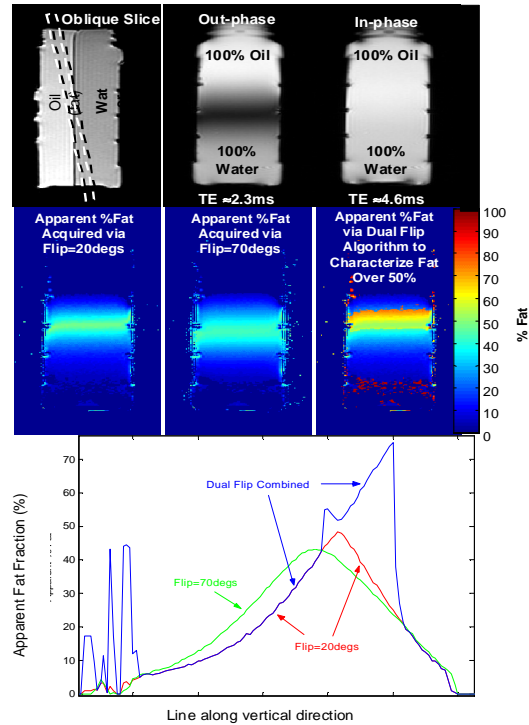 Oblique Slice
Out-phase
In-phase
Oil
(Fat)
Wat
100% Oil
100%
Water
TE ≈2.3ms
100% Oil
100%
Water
TE ≈4.6ms
Apparent %Fat
Acquired via
Flip=20degs
Apparent %Fat
Acquired via
Flip=70degs
Apparent %Fat
via Dual Flip
Algorithm to
Characterize Fat
Over 50%
100
90
80
70
60
50
40
30
20
10
0
% Fat
Apparent Fat Fraction (%)
70
60
50
40
30
20
10
0
Dual Flip Combined
Flip=70degs
Flip=20degs
Line along vertical direction